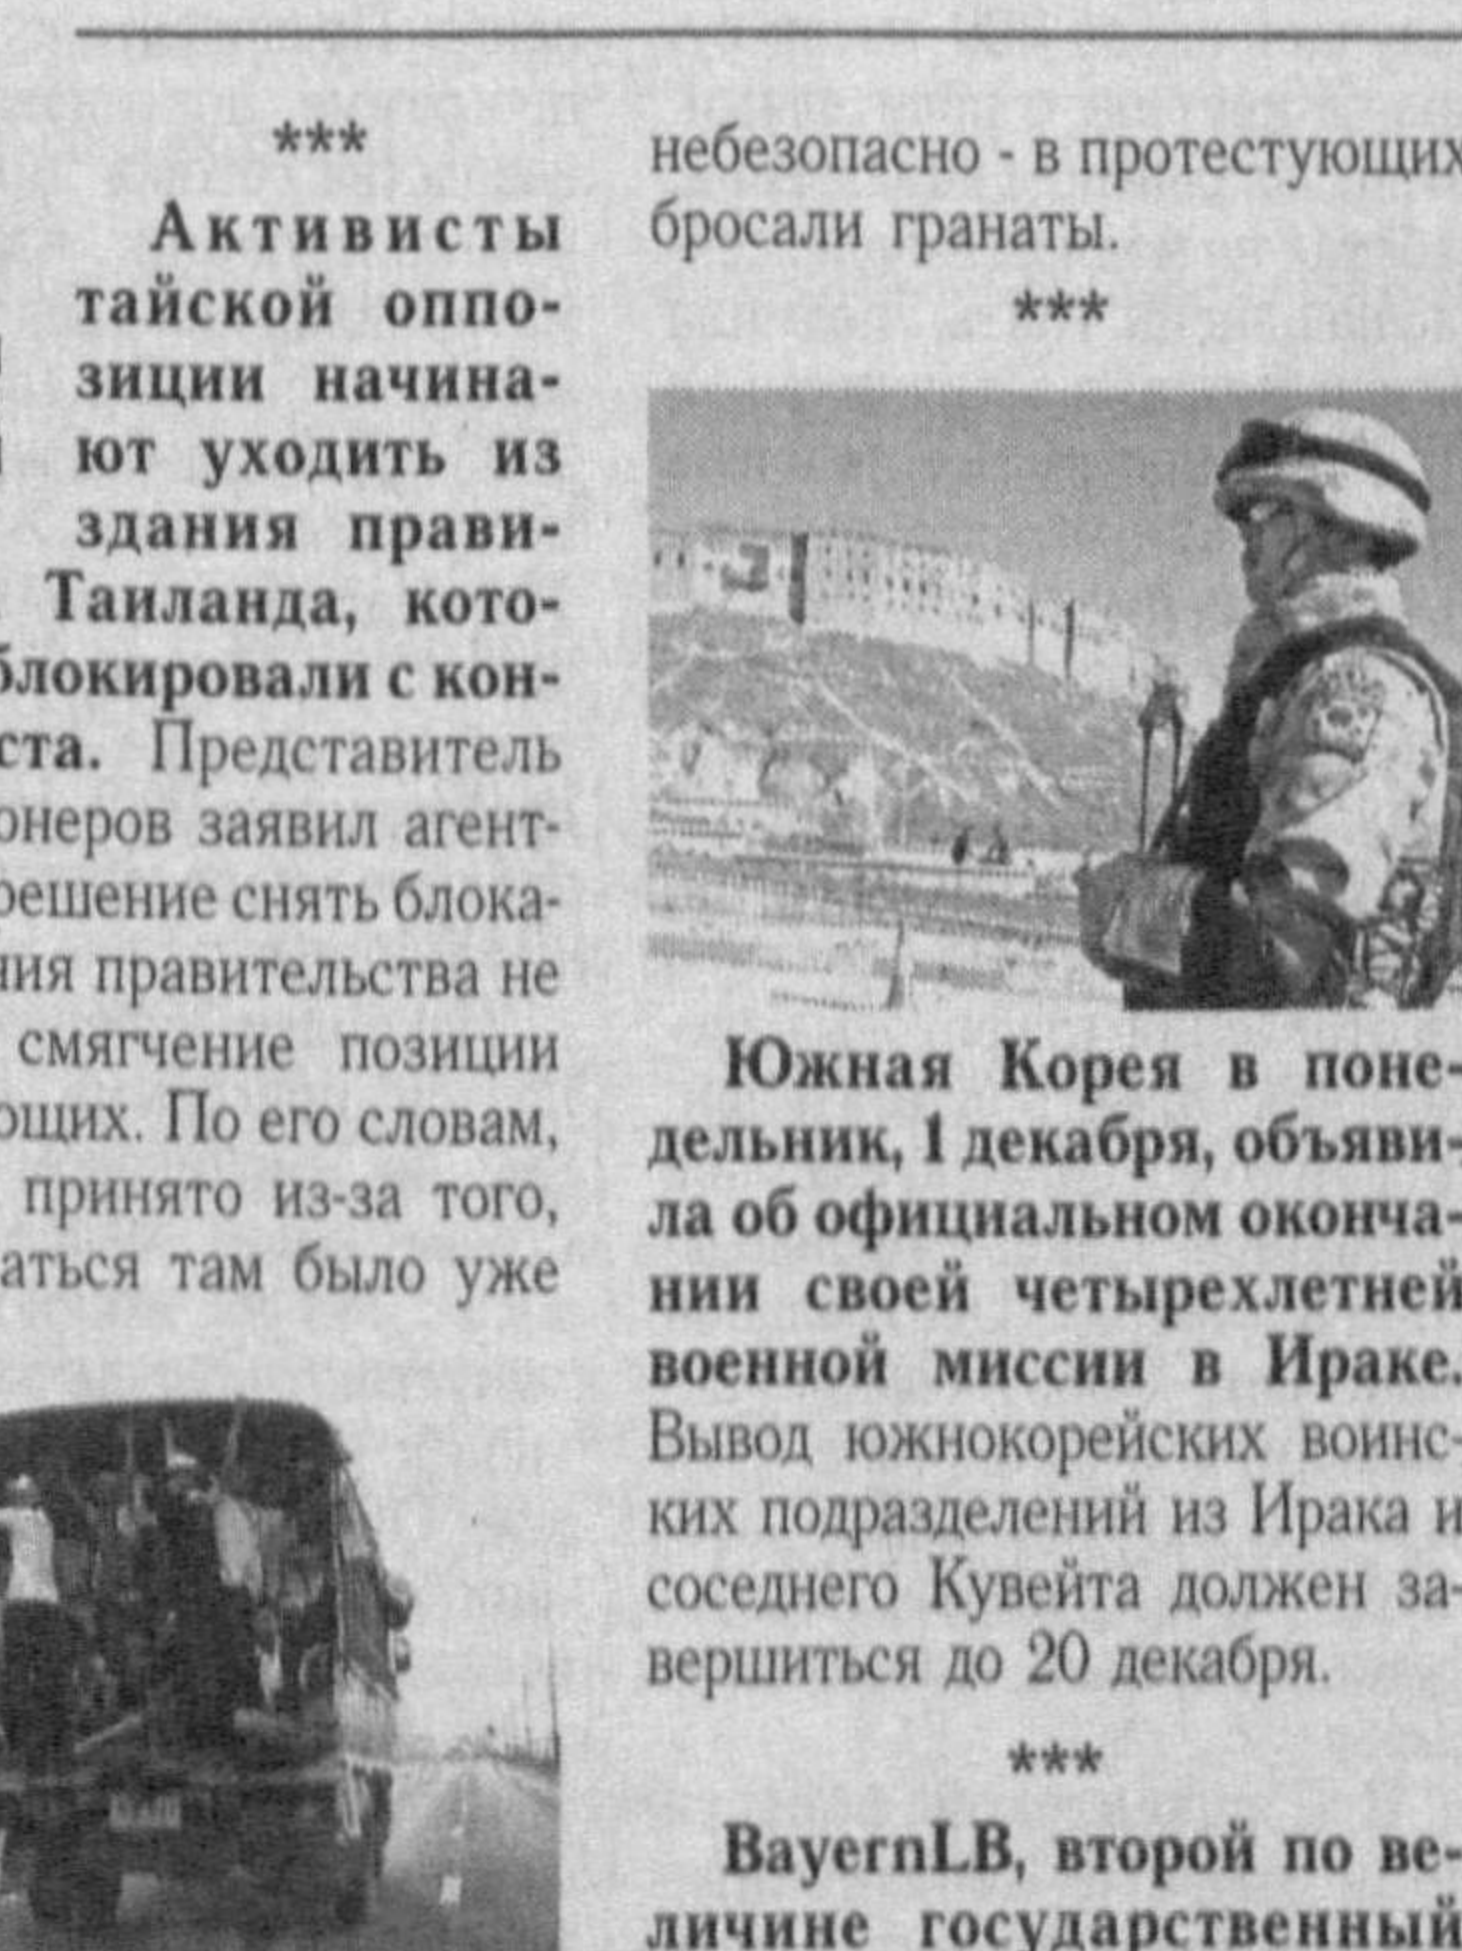 ***
Активисты
тайской оппо-
зиции начина-
ют уходить из
здания прави-
Таиланда, кото-
блокировали с кон-
ста. Представитель
онеров заявил агент-
решение снять блока-
ния правительства не
смягчение позиции
ющих. По его словам,
принято из-за того,
аться там было уже
небезопасно - в протестующих
бросали гранаты.
***
Южная Корея в поне-
дельник, 1 декабря, объяви-
ла об официальном оконча-
нии своей четырехлетней
военной миссии в Ираке.
Вывод южнокорейских воинс-
ких подразделений из Ирака и
соседнего Кувейта должен за-
вершиться до 20 декабря.
***
BayernLB, второй по ве-
личине государственный